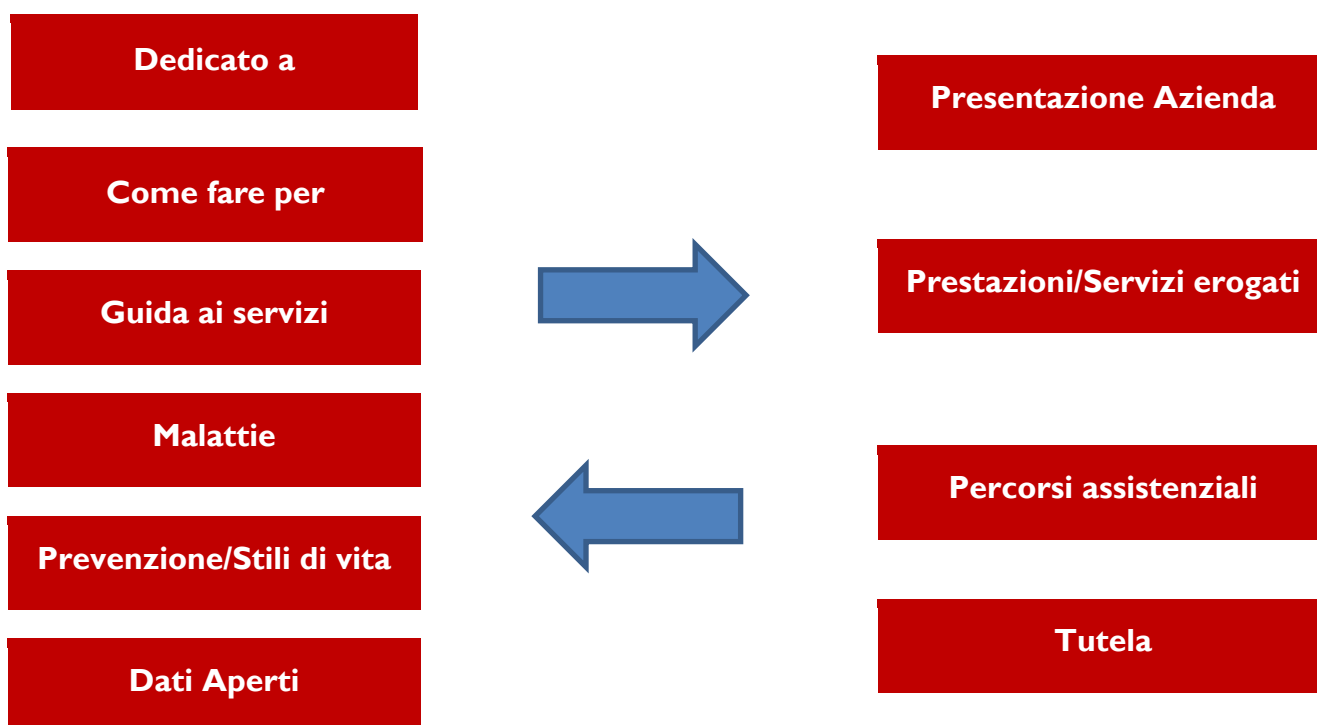 Dedicato a
Come fare per
Guida ai servizi
Malattie
Prevenzione/Stili di vita
Dati Aperti
Presentazione Azienda
Prestazioni/Servizi erogati
Percorsi assistenziali
Tutela